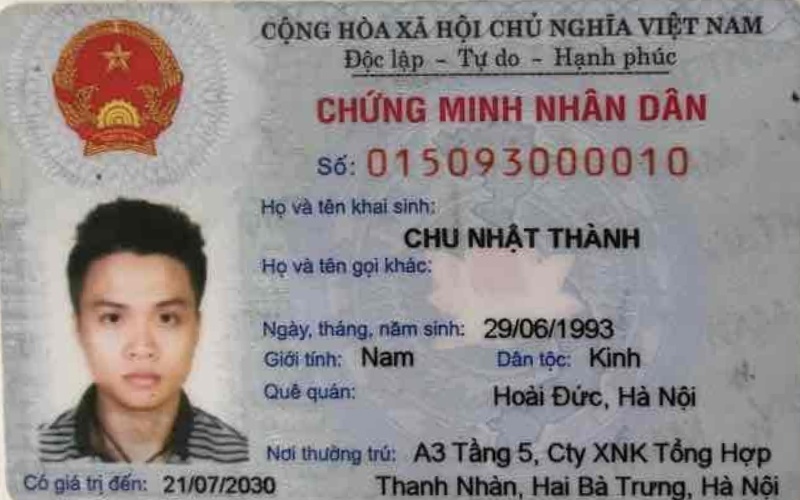 CỘNG HÒA XÃ HỘI CHỦ NGHĨA VIỆT NAM
Độc lập - Tự do - Hạnh phúc
CHỨNG MINH NHÂN DÂN
Số: 015093000010
Họ và tên khai sinh:
CHU NHẬT THÀNH
Họ và tên gọi khác:
Ngày, tháng, năm sinh: 29/06/1993
Giới tính: Nam Dân tộc: Kinh
Quê quán: Hoài Đức, Hà Nội
Nơi thường trú: A3 Tầng 5, Cty XNK Tổng Hợp
Thanh Nhàn, Hai Bà Trưng, Hà Nội
Có giá trị đến: 21/07/2030